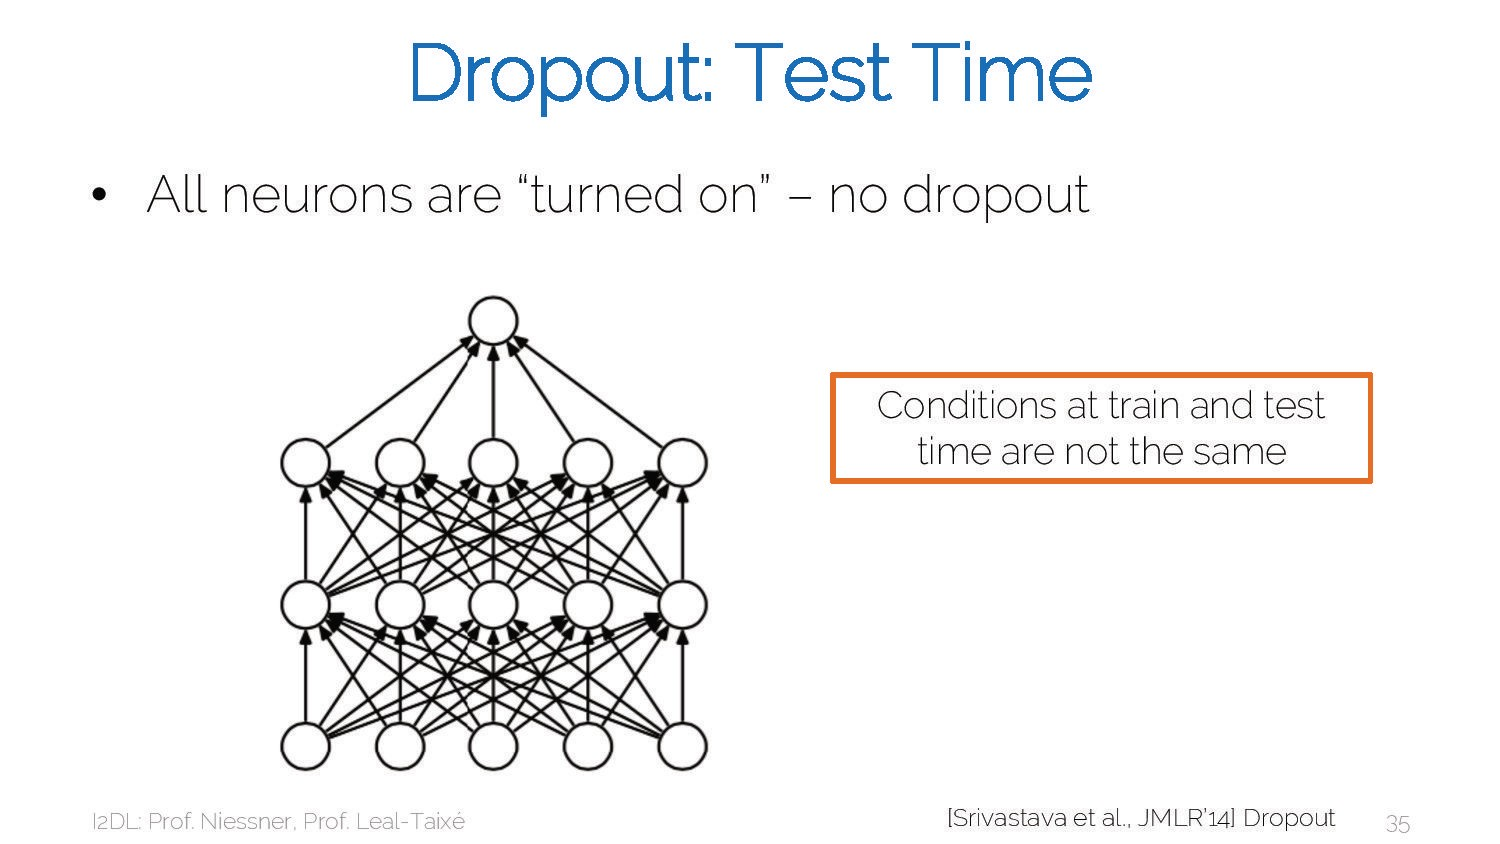 Dropout: Test Time
• All neurons are “turned on” – no dropout
Conditions at train and test
time are not the same
I2DL: Prof. Niessner, Prof. Leal-Taixé
[Srivastava et al., JMLR’14] Dropout
35